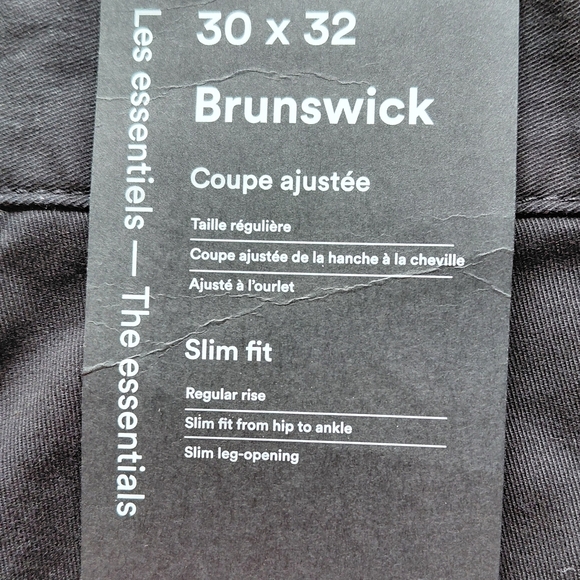 30 x 32
Brunswick
Coupe ajustée
Taille régulière
Coupe ajustée de la hanche à la cheville
Ajusté à l'ourlet
Slim fit
Regular rise
Slim fit from hip to ankle
Slim leg-opening
Les essentiels — The essentials